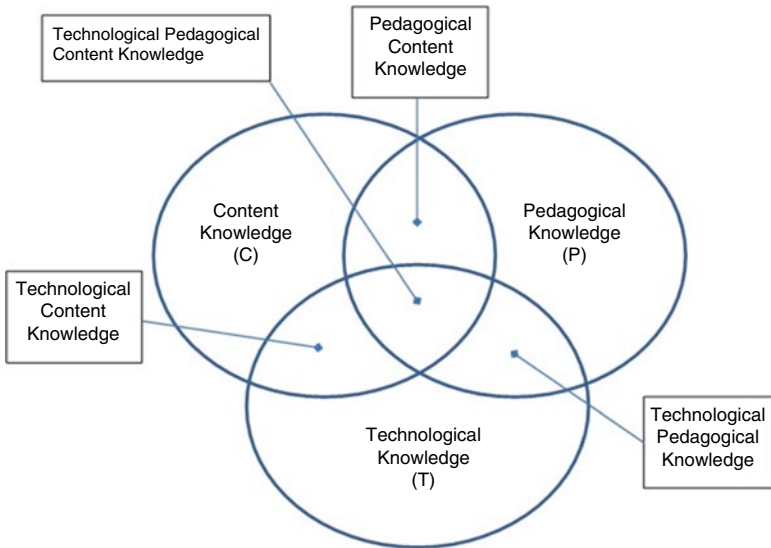 Technological Pedagogical
Content Knowledge
Pedagogical
Content
Knowledge
Content
Knowledge
(C)
Pedagogical
Knowledge
(P)
Technological
Content
Knowledge
Technological
Knowledge
(T)
Technological
Pedagogical
Knowledge